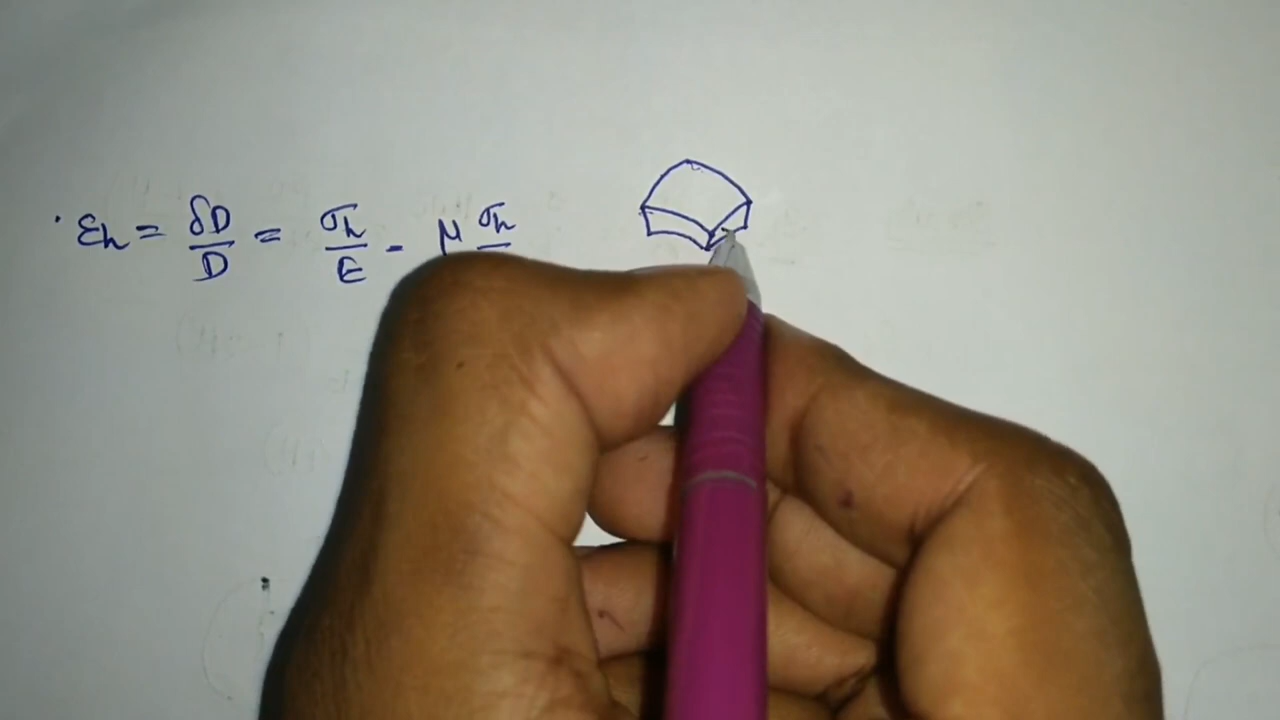 εh = δD/D = σh/E - μ σh